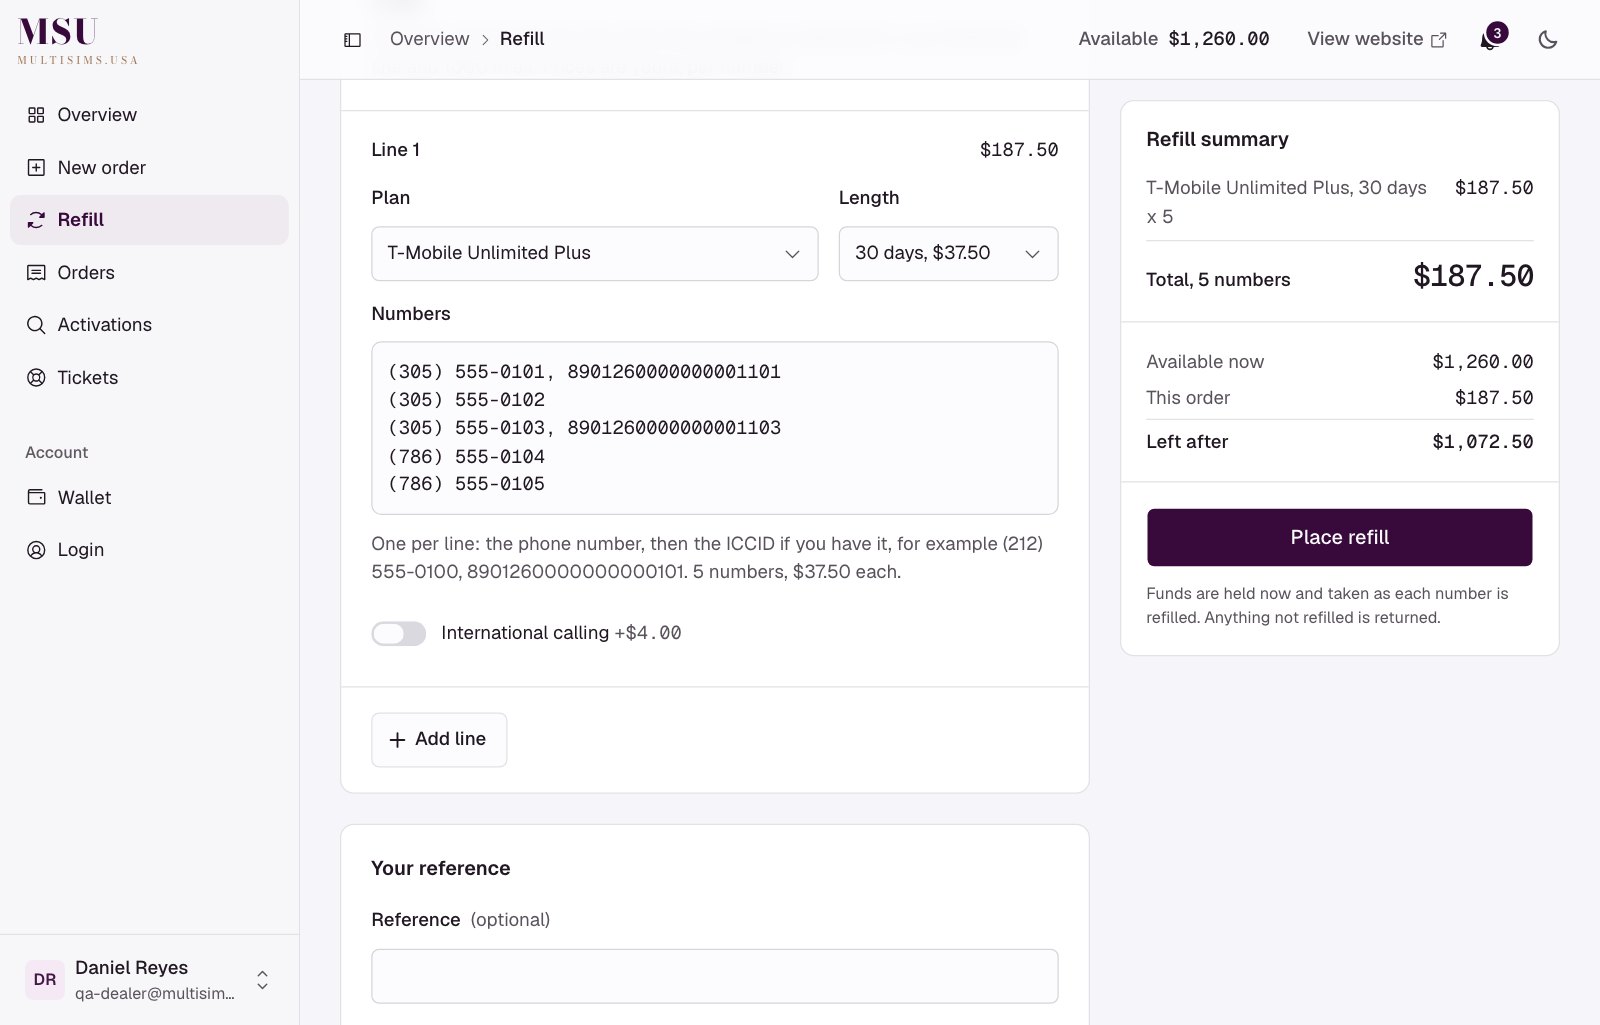 MSU
MULTISIMS.USA
Overview
New order
Refill
Orders
Activations
Tickets
Account
Wallet
Login
DR
Daniel Reyes
qa-dealer@multisim...
Overview > Refill
Available $1,260.00
View website
3
Line 1
$187.50
Plan
Length
T-Mobile Unlimited Plus
30 days, $37.50
Numbers
(305) 555-0101, 8901260000000001101
(305) 555-0102
(305) 555-0103, 8901260000000001103
(786) 555-0104
(786) 555-0105
One per line: the phone number, then the ICCID if you have it, for example (212)
555-0100, 8901260000000000101. 5 numbers, $37.50 each.
International calling +$4.00
+ Add line
Your reference
Reference (optional)
Refill summary
T-Mobile Unlimited Plus, 30 days $187.50
x 5
Total, 5 numbers $187.50
Available now $1,260.00
This order $187.50
Left after $1,072.50
Place refill
Funds are held now and taken as each number is
refilled. Anything not refilled is returned.